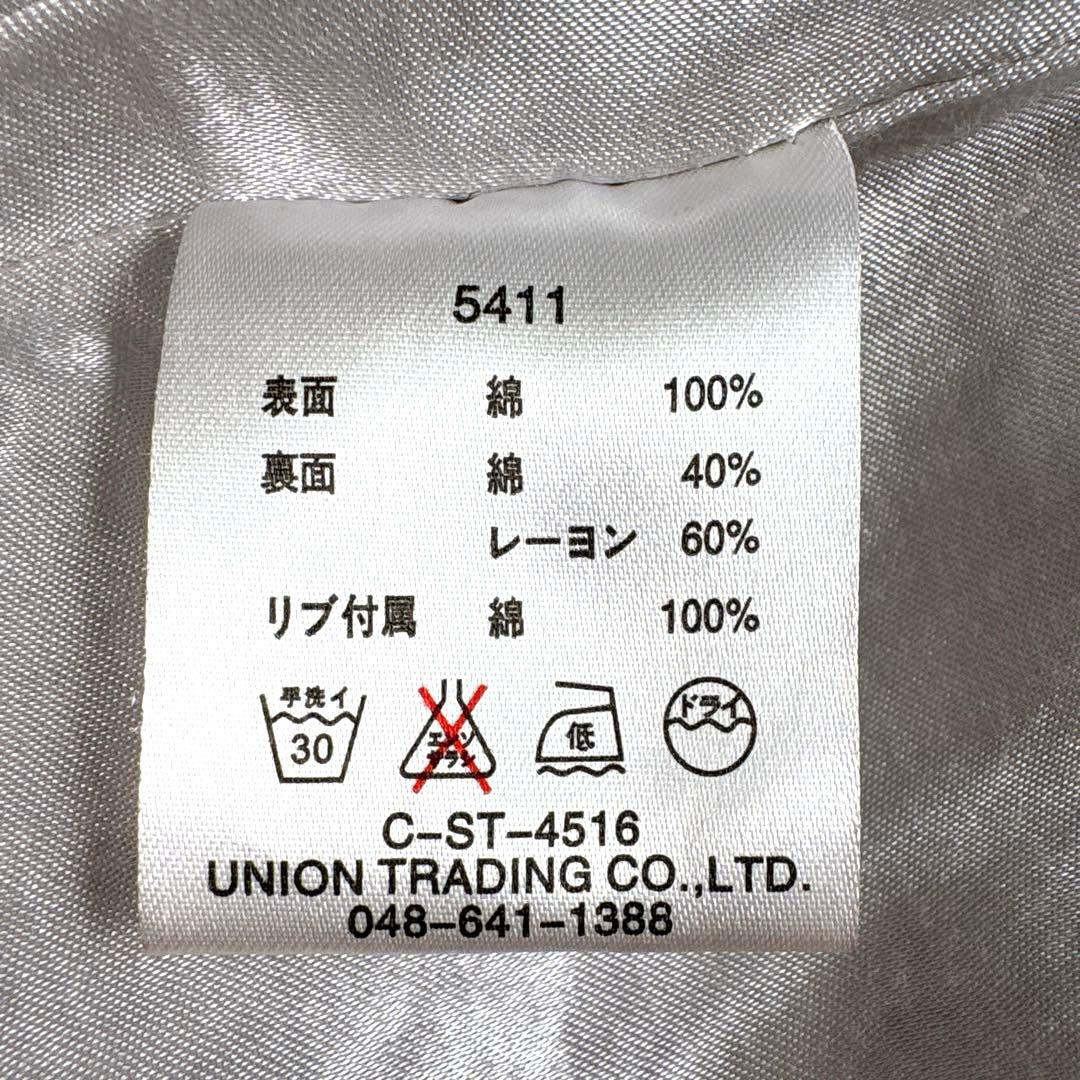 5411
表面 綿 100%
裏面 綿 40%
レーヨン 60%
リブ付属 綿 100%
手洗イ 30
エンソ
サラシ
低
ドライ
C-ST-4516
UNION TRADING CO.,LTD.
048-641-1388